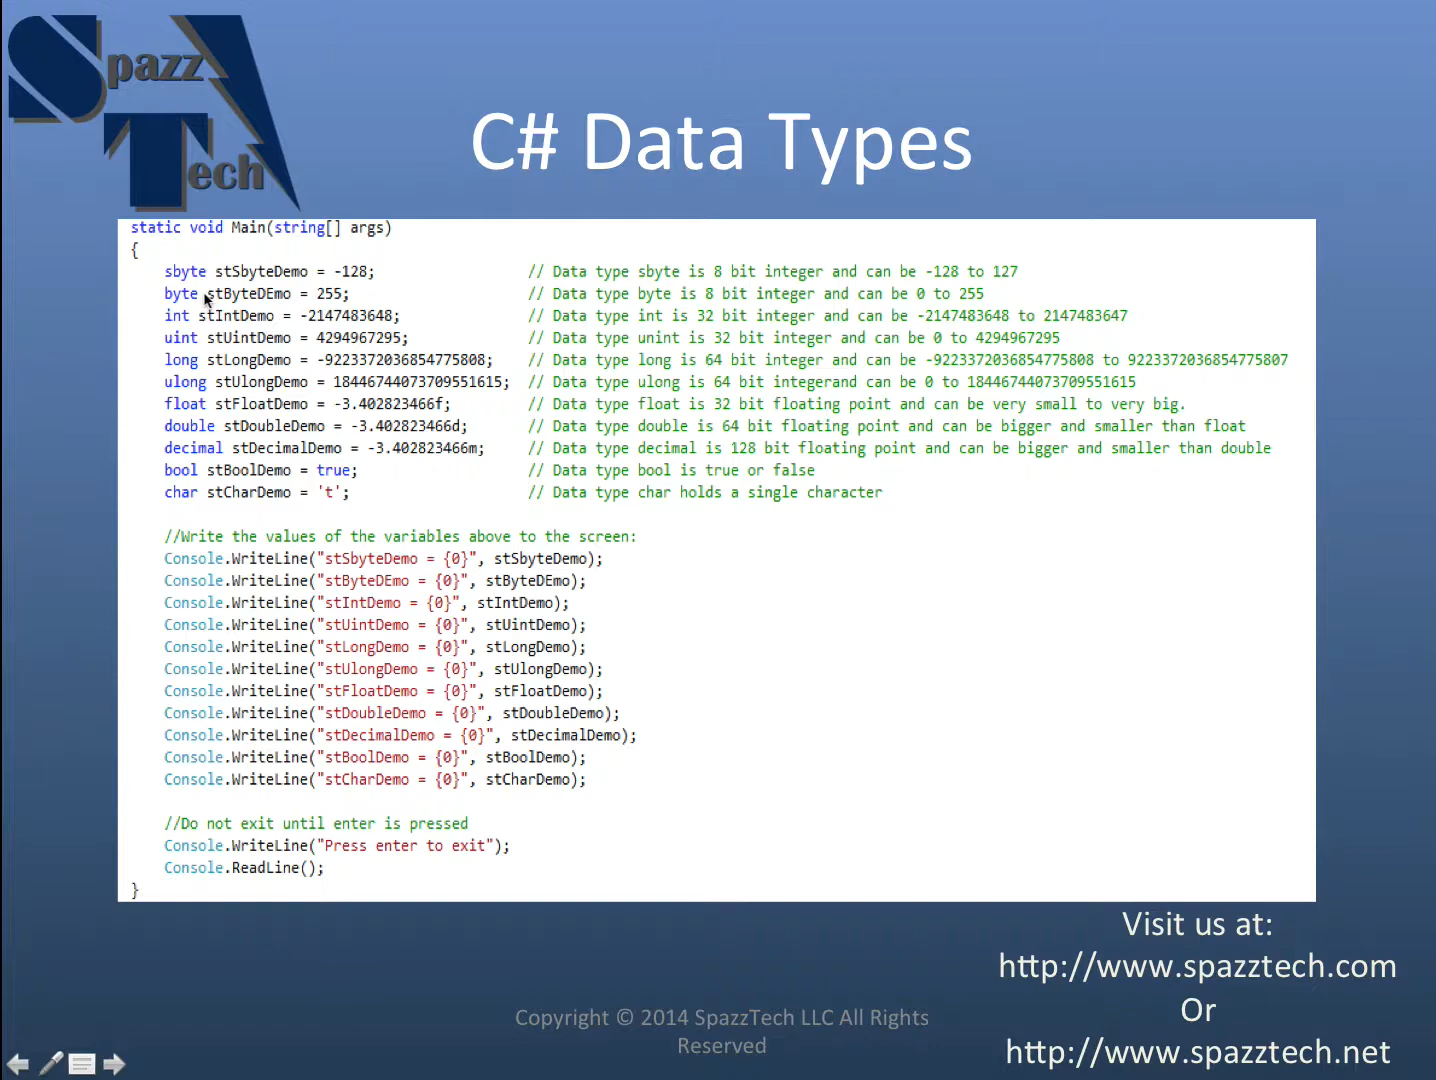 Spazz
Tech
C# Data Types
static void Main(string[] args)
{
sbyte stSbyteDemo = -128; // Data type sbyte is 8 bit integer and can be -128 to 127
byte stByteDEmo = 255; // Data type byte is 8 bit integer and can be 0 to 255
int stIntDemo = -2147483648; // Data type int is 32 bit integer and can be -2147483648 to 2147483647
uint stUintDemo = 4294967295; // Data type unint is 32 bit integer and can be 0 to 4294967295
long stLongDemo = -9223372036854775808; // Data type long is 64 bit integer and can be -9223372036854775808 to 9223372036854775807
ulong stUlongDemo = 18446744073709551615; // Data type ulong is 64 bit integerand can be 0 to 18446744073709551615
float stFloatDemo = -3.402823466f; // Data type float is 32 bit floating point and can be very small to very big.
double stDoubleDemo = -3.402823466d; // Data type double is 64 bit floating point and can be bigger and smaller than float
decimal stDecimalDemo = -3.402823466m; // Data type decimal is 128 bit floating point and can be bigger and smaller than double
bool stBoolDemo = true; // Data type bool is true or false
char stCharDemo = 't'; // Data type char holds a single character
//Write the values of the variables above to the screen:
Console.WriteLine("stSbyteDemo = {0}", stSbyteDemo);
Console.WriteLine("stByteDEmo = {0}", stByteDEmo);
Console.WriteLine("stIntDemo = {0}", stIntDemo);
Console.WriteLine("stUintDemo = {0}", stUintDemo);
Console.WriteLine("stLongDemo = {0}", stLongDemo);
Console.WriteLine("stUlongDemo = {0}", stUlongDemo);
Console.WriteLine("stFloatDemo = {0}", stFloatDemo);
Console.WriteLine("stDoubleDemo = {0}", stDoubleDemo);
Console.WriteLine("stDecimalDemo = {0}", stDecimalDemo);
Console.WriteLine("stBoolDemo = {0}", stBoolDemo);
Console.WriteLine("stCharDemo = {0}", stCharDemo);
//Do not exit until enter is pressed
Console.WriteLine("Press enter to exit");
Console.ReadLine();
}
Visit us at:
http://www.spazztech.com
Or
http://www.spazztech.net
Copyright © 2014 SpazzTech LLC All Rights
Reserved